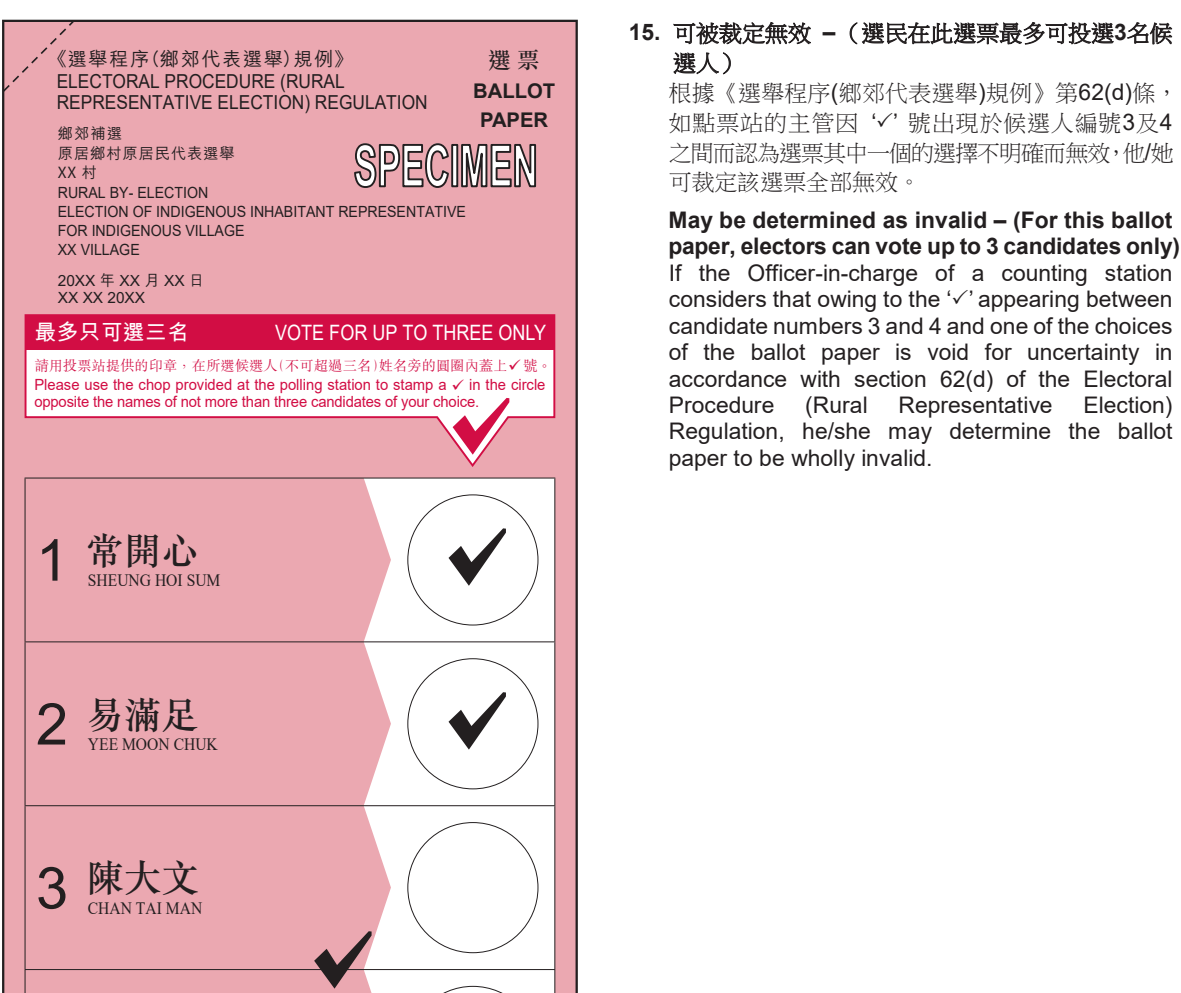 《選舉程序(鄉郊代表選舉)規例》
ELECTORAL PROCEDURE (RURAL
REPRESENTATIVE ELECTION) REGULATION
選票
BALLOT
PAPER
鄉郊補選
原居鄉村原居民代表選舉
XX 村
RURAL BY- ELECTION
ELECTION OF INDIGENOUS INHABITANT REPRESENTATIVE
FOR INDIGENOUS VILLAGE
XX VILLAGE
SPECIMEN
20XX 年 XX 月 XX 日
XX XX 20XX
最多只可選三名 VOTE FOR UP TO THREE ONLY
請用投票站提供的印章，在所選候選人(不可超過三名)姓名旁的圓圈內蓋上✓號。
Please use the chop provided at the polling station to stamp a ✓ in the circle
opposite the names of not more than three candidates of your choice.
1 常開心
SHEUNG HOI SUM
2 易滿足
YEE MOON CHUK
3 陳大文
CHAN TAI MAN
15. 可被裁定無效 –（選民在此選票最多可投選3名候
選人）
根據《選舉程序(鄉郊代表選舉)規例》第62(d)條，
如點票站的主管因 ‘✓’ 號出現於候選人編號3及4
之間而認為選票其中一個的選擇不明確而無效，他/她
可裁定該選票全部無效。
May be determined as invalid – (For this ballot
paper, electors can vote up to 3 candidates only)
If the Officer-in-charge of a counting station
considers that owing to the ‘✓’ appearing between
candidate numbers 3 and 4 and one of the choices
of the ballot paper is void for uncertainty in
accordance with section 62(d) of the Electoral
Procedure (Rural Representative Election)
Regulation, he/she may determine the ballot
paper to be wholly invalid.